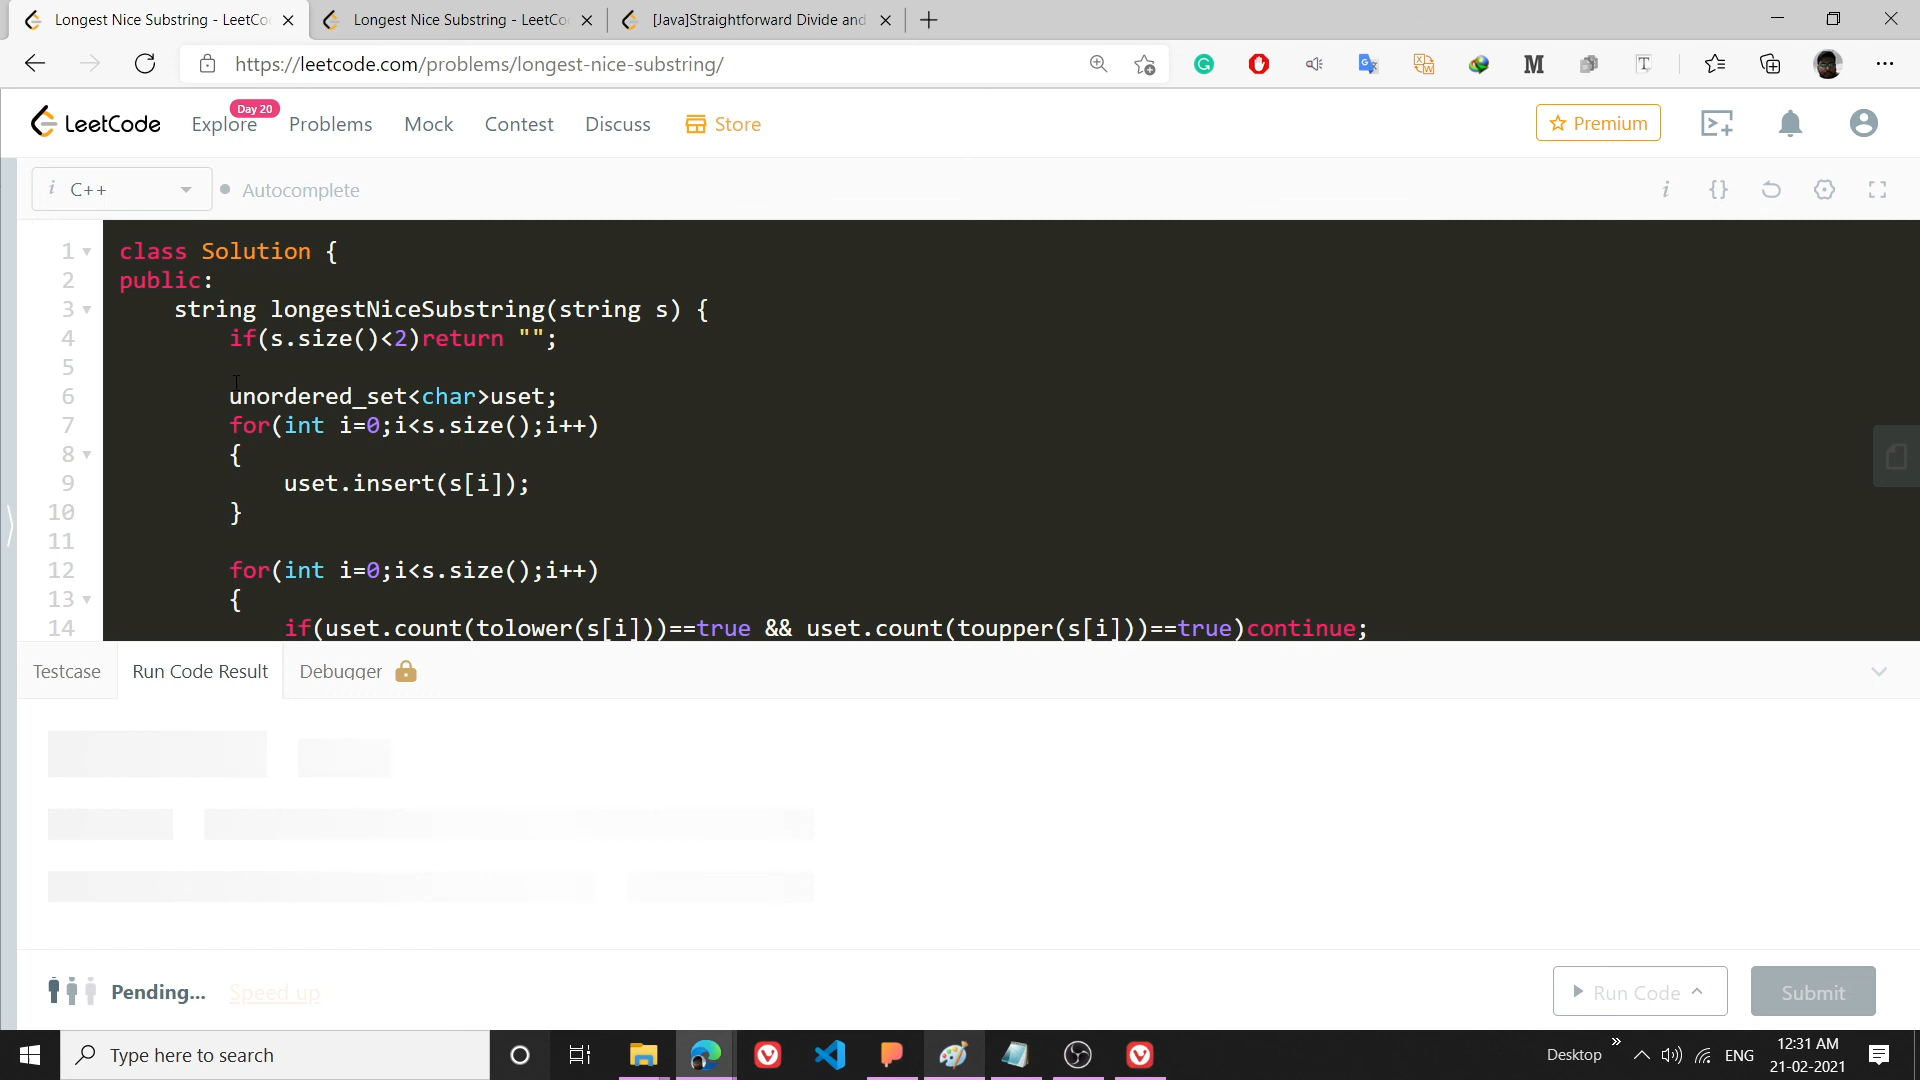 Longest Nice Substring - LeetCo
Longest Nice Substring - LeetCo
[Java]Straightforward Divide and
https://leetcode.com/problems/longest-nice-substring/
LeetCode
Explore
Day 20
Problems
Mock
Contest
Discuss
Store
Premium
i C++
Autocomplete
1 class Solution {
2 public:
3 string longestNiceSubstring(string s) {
4 if(s.size()<2)return "";
5
6 unordered_set<char>uset;
7 for(int i=0;i<s.size();i++)
8 {
9 uset.insert(s[i]);
10 }
11
12 for(int i=0;i<s.size();i++)
13 {
14 if(uset.count(tolower(s[i]))==true && uset.count(toupper(s[i]))==true)continue;
Testcase
Run Code Result
Debugger
Pending...
Speed up
Run Code
Submit
Type here to search
Desktop
ENG
12:31 AM
21-02-2021